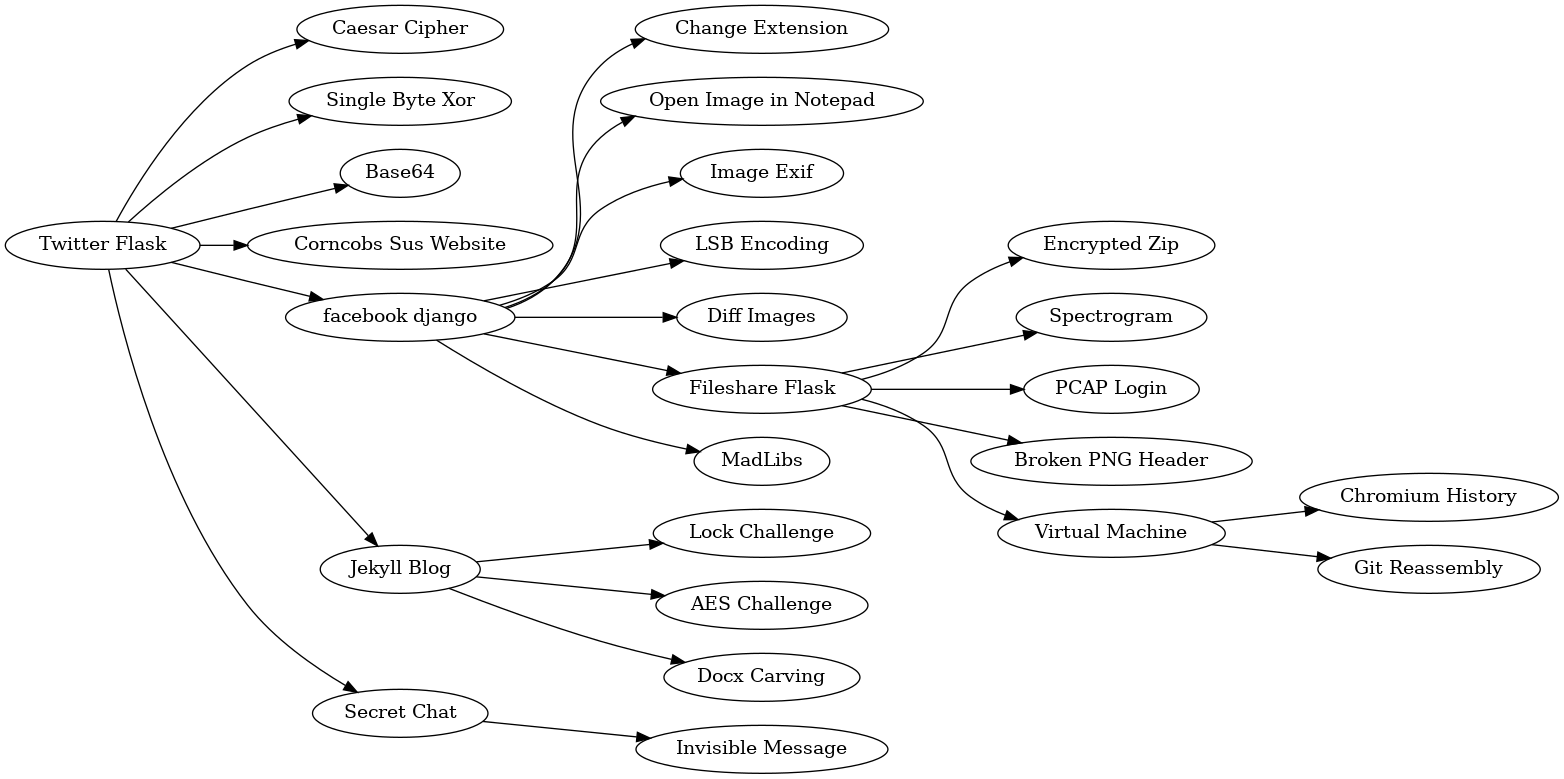 Twitter Flask
Caesar Cipher
Single Byte Xor
Base64
Corncobs Sus Website
facebook django
Jekyll Blog
Secret Chat
Change Extension
Open Image in Notepad
Image Exif
LSB Encoding
Diff Images
Fileshare Flask
MadLibs
Lock Challenge
AES Challenge
Docx Carving
Invisible Message
Encrypted Zip
Spectrogram
PCAP Login
Broken PNG Header
Virtual Machine
Chromium History
Git Reassembly